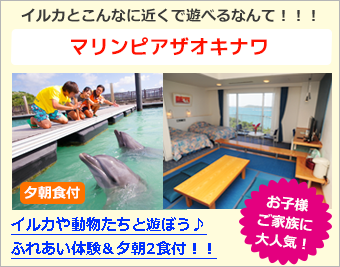 イルカとこんなに近くで遊べるなんて！！！
マリンピアザオキナワ
夕朝食付
お子様
ご家族に
大人気！
イルカや動物たちと遊ぼう♪
ふれあい体験＆夕朝2食付！！